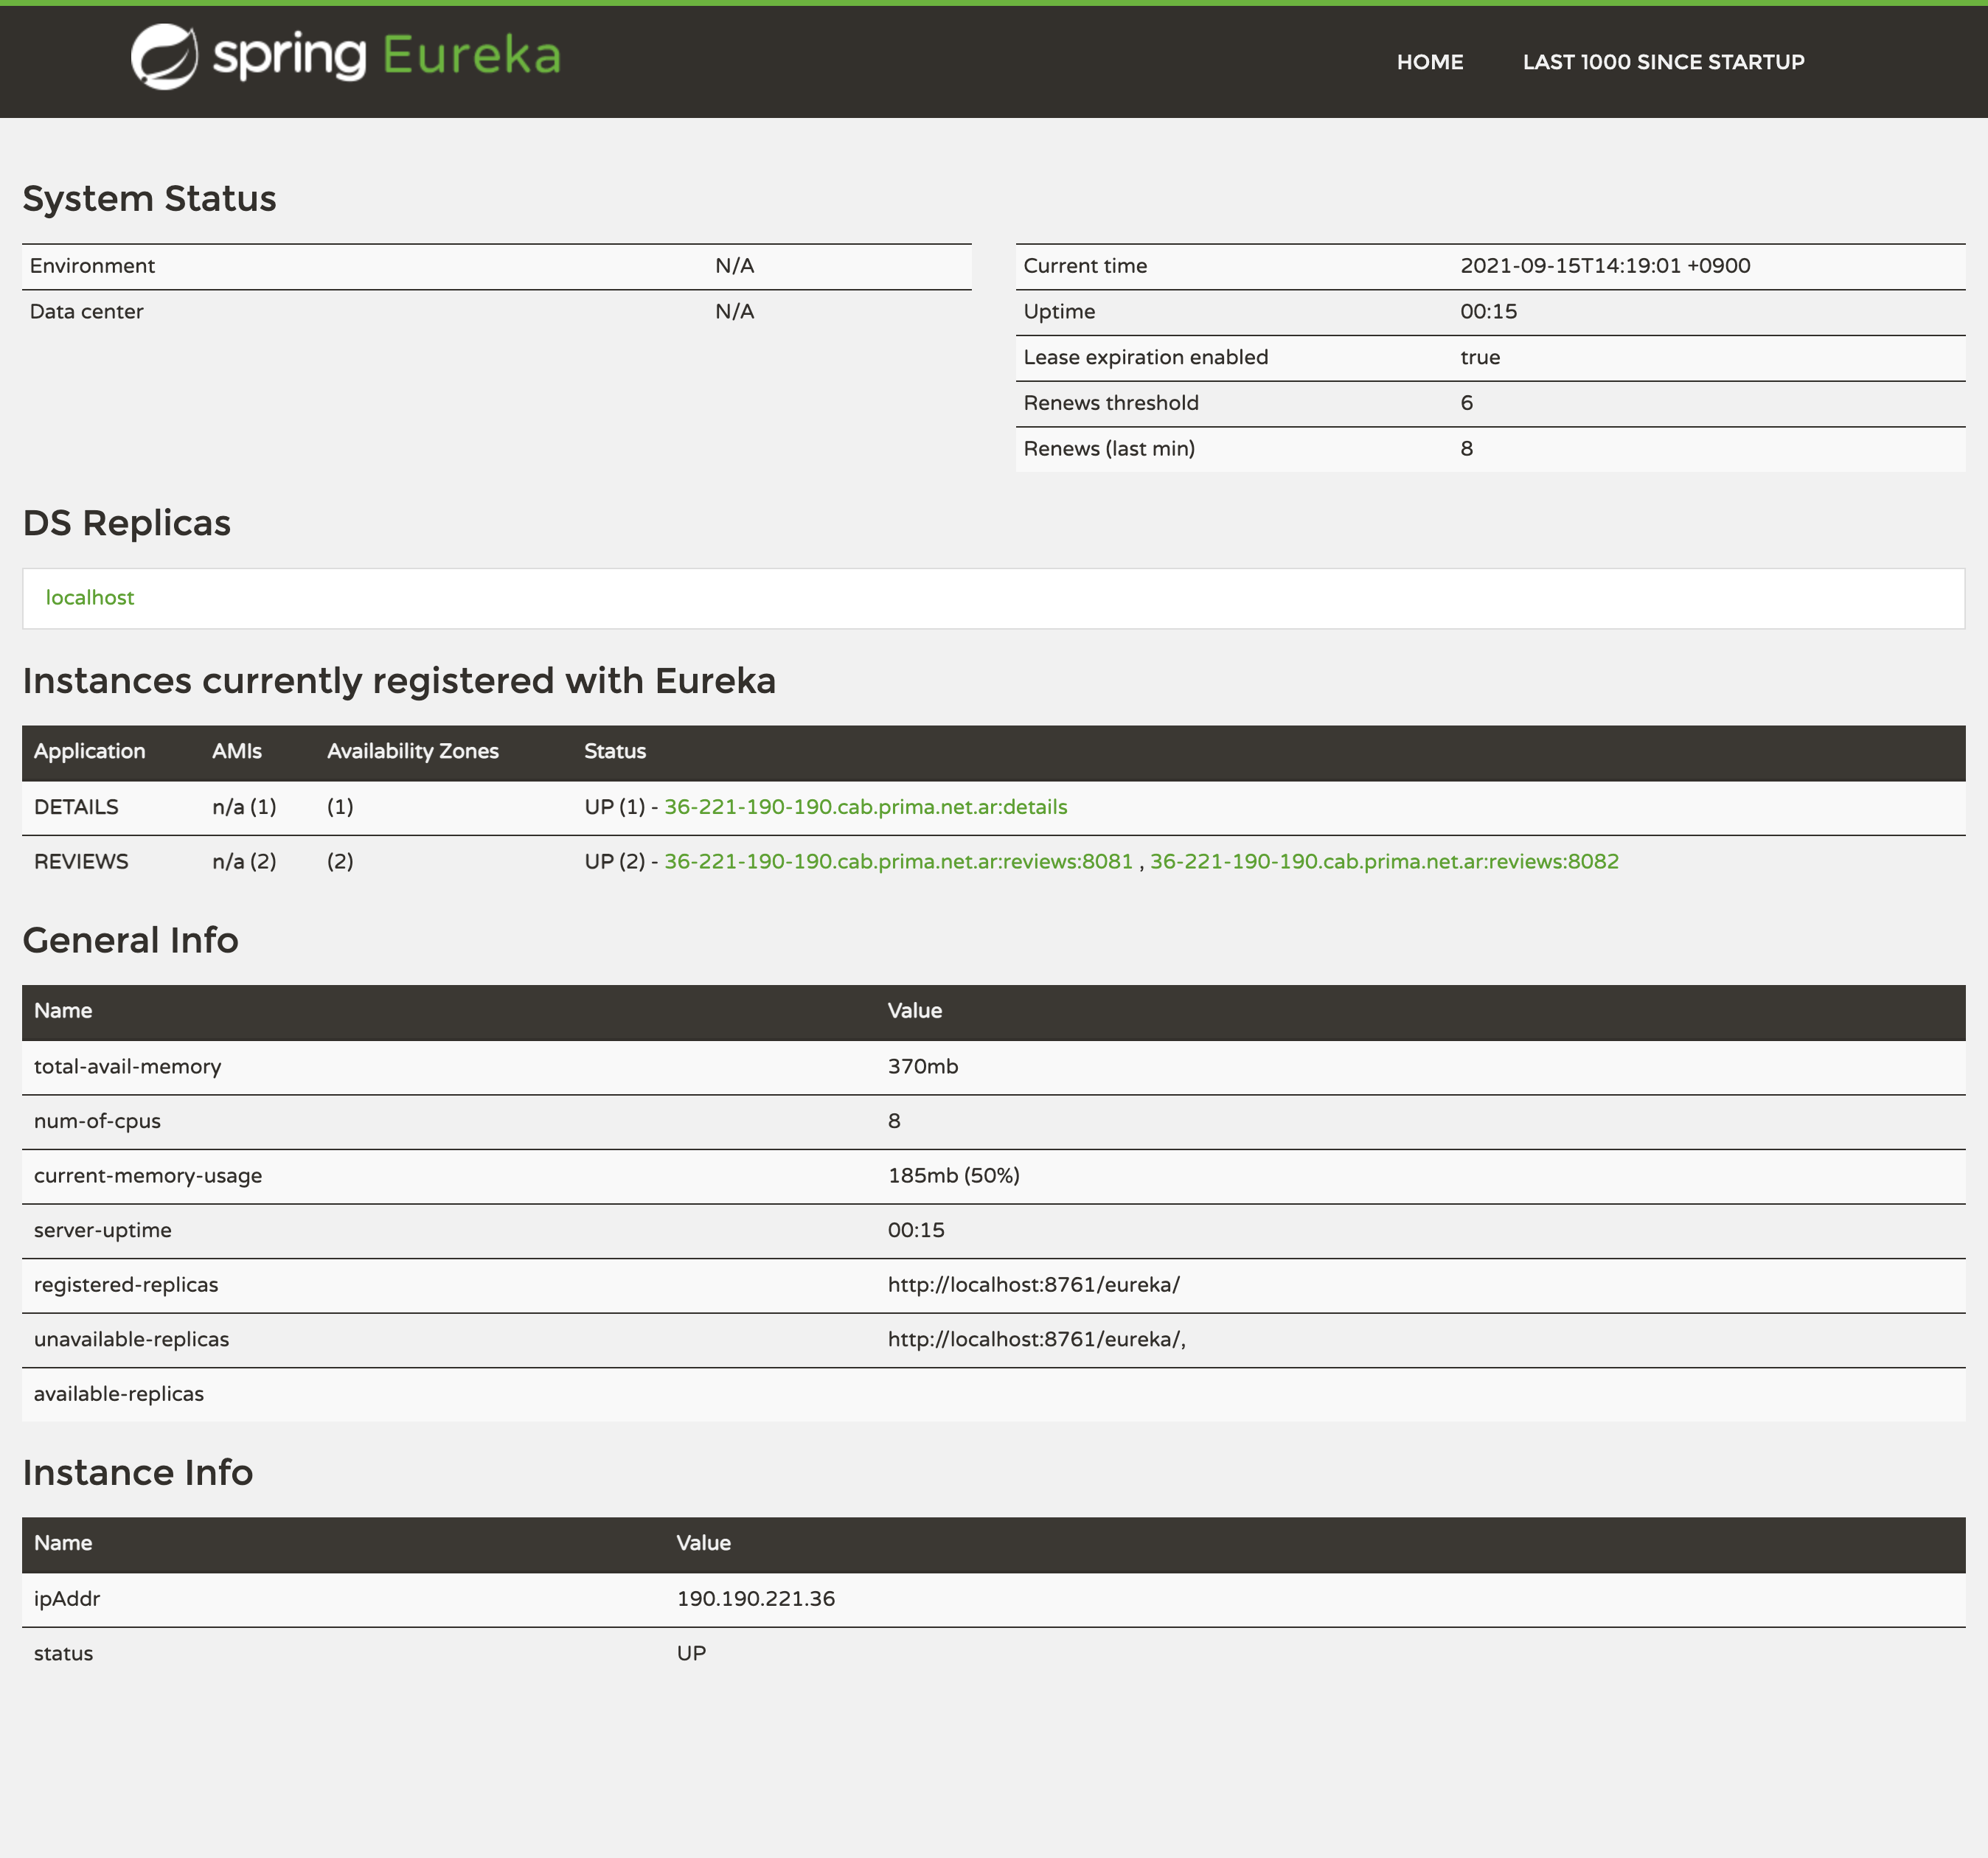 spring Eureka
HOME LAST 1000 SINCE STARTUP
System Status
Environment N/A
Data center N/A
Current time 2021-09-15T14:19:01 +0900
Uptime 00:15
Lease expiration enabled true
Renews threshold 6
Renews (last min) 8
DS Replicas
localhost
Instances currently registered with Eureka
Application AMIs Availability Zones Status
DETAILS n/a (1) (1) UP (1) - 36-221-190-190.cab.prima.net.ar:details
REVIEWS n/a (2) (2) UP (2) - 36-221-190-190.cab.prima.net.ar:reviews:8081 , 36-221-190-190.cab.prima.net.ar:reviews:8082
General Info
Name Value
total-avail-memory 370mb
num-of-cpus 8
current-memory-usage 185mb (50%)
server-uptime 00:15
registered-replicas http://localhost:8761/eureka/
unavailable-replicas http://localhost:8761/eureka/,
available-replicas
Instance Info
Name Value
ipAddr 190.190.221.36
status UP